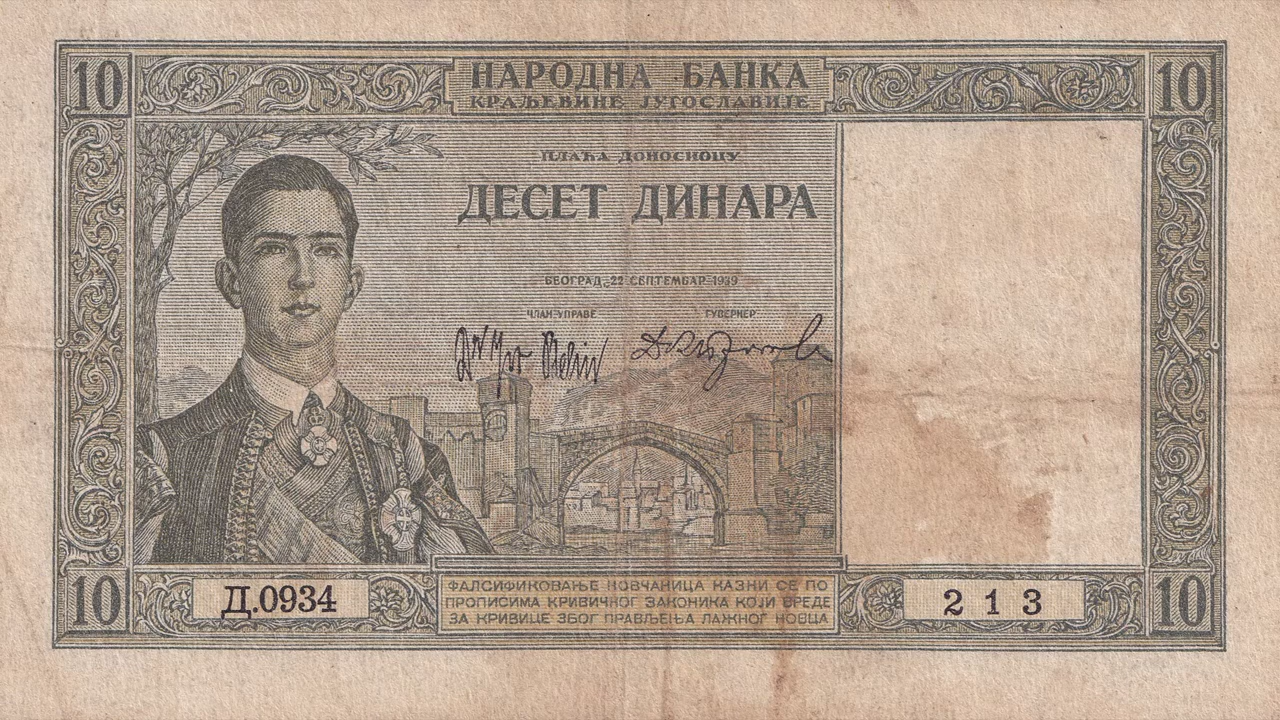 10 НАРОДНА БАНКА 10
КРАЉЕВИНЕ ЈУГОСЛАВИЈЕ
ПЛАЋА ДОНОСИОЦУ
ДЕСЕТ ДИНАРА
БЕОГРАД, 22 СЕПТЕМБАР 1939
ЧЛАН УПРАВЕ ГУВЕРНЕР
10 Д.0934 213 10
ФАЛСИФИКОВАЊЕ НОВЧАНИЦА КАЗНИ СЕ ПО
ПРОПИСИМА КРИВИЧНОГ ЗАКОНИКА КОЈИ ВРЕДЕ
ЗА КРИВИЦЕ ЗБОГ ПРАВЉЕЊА ЛАЖНОГ НОВЦА